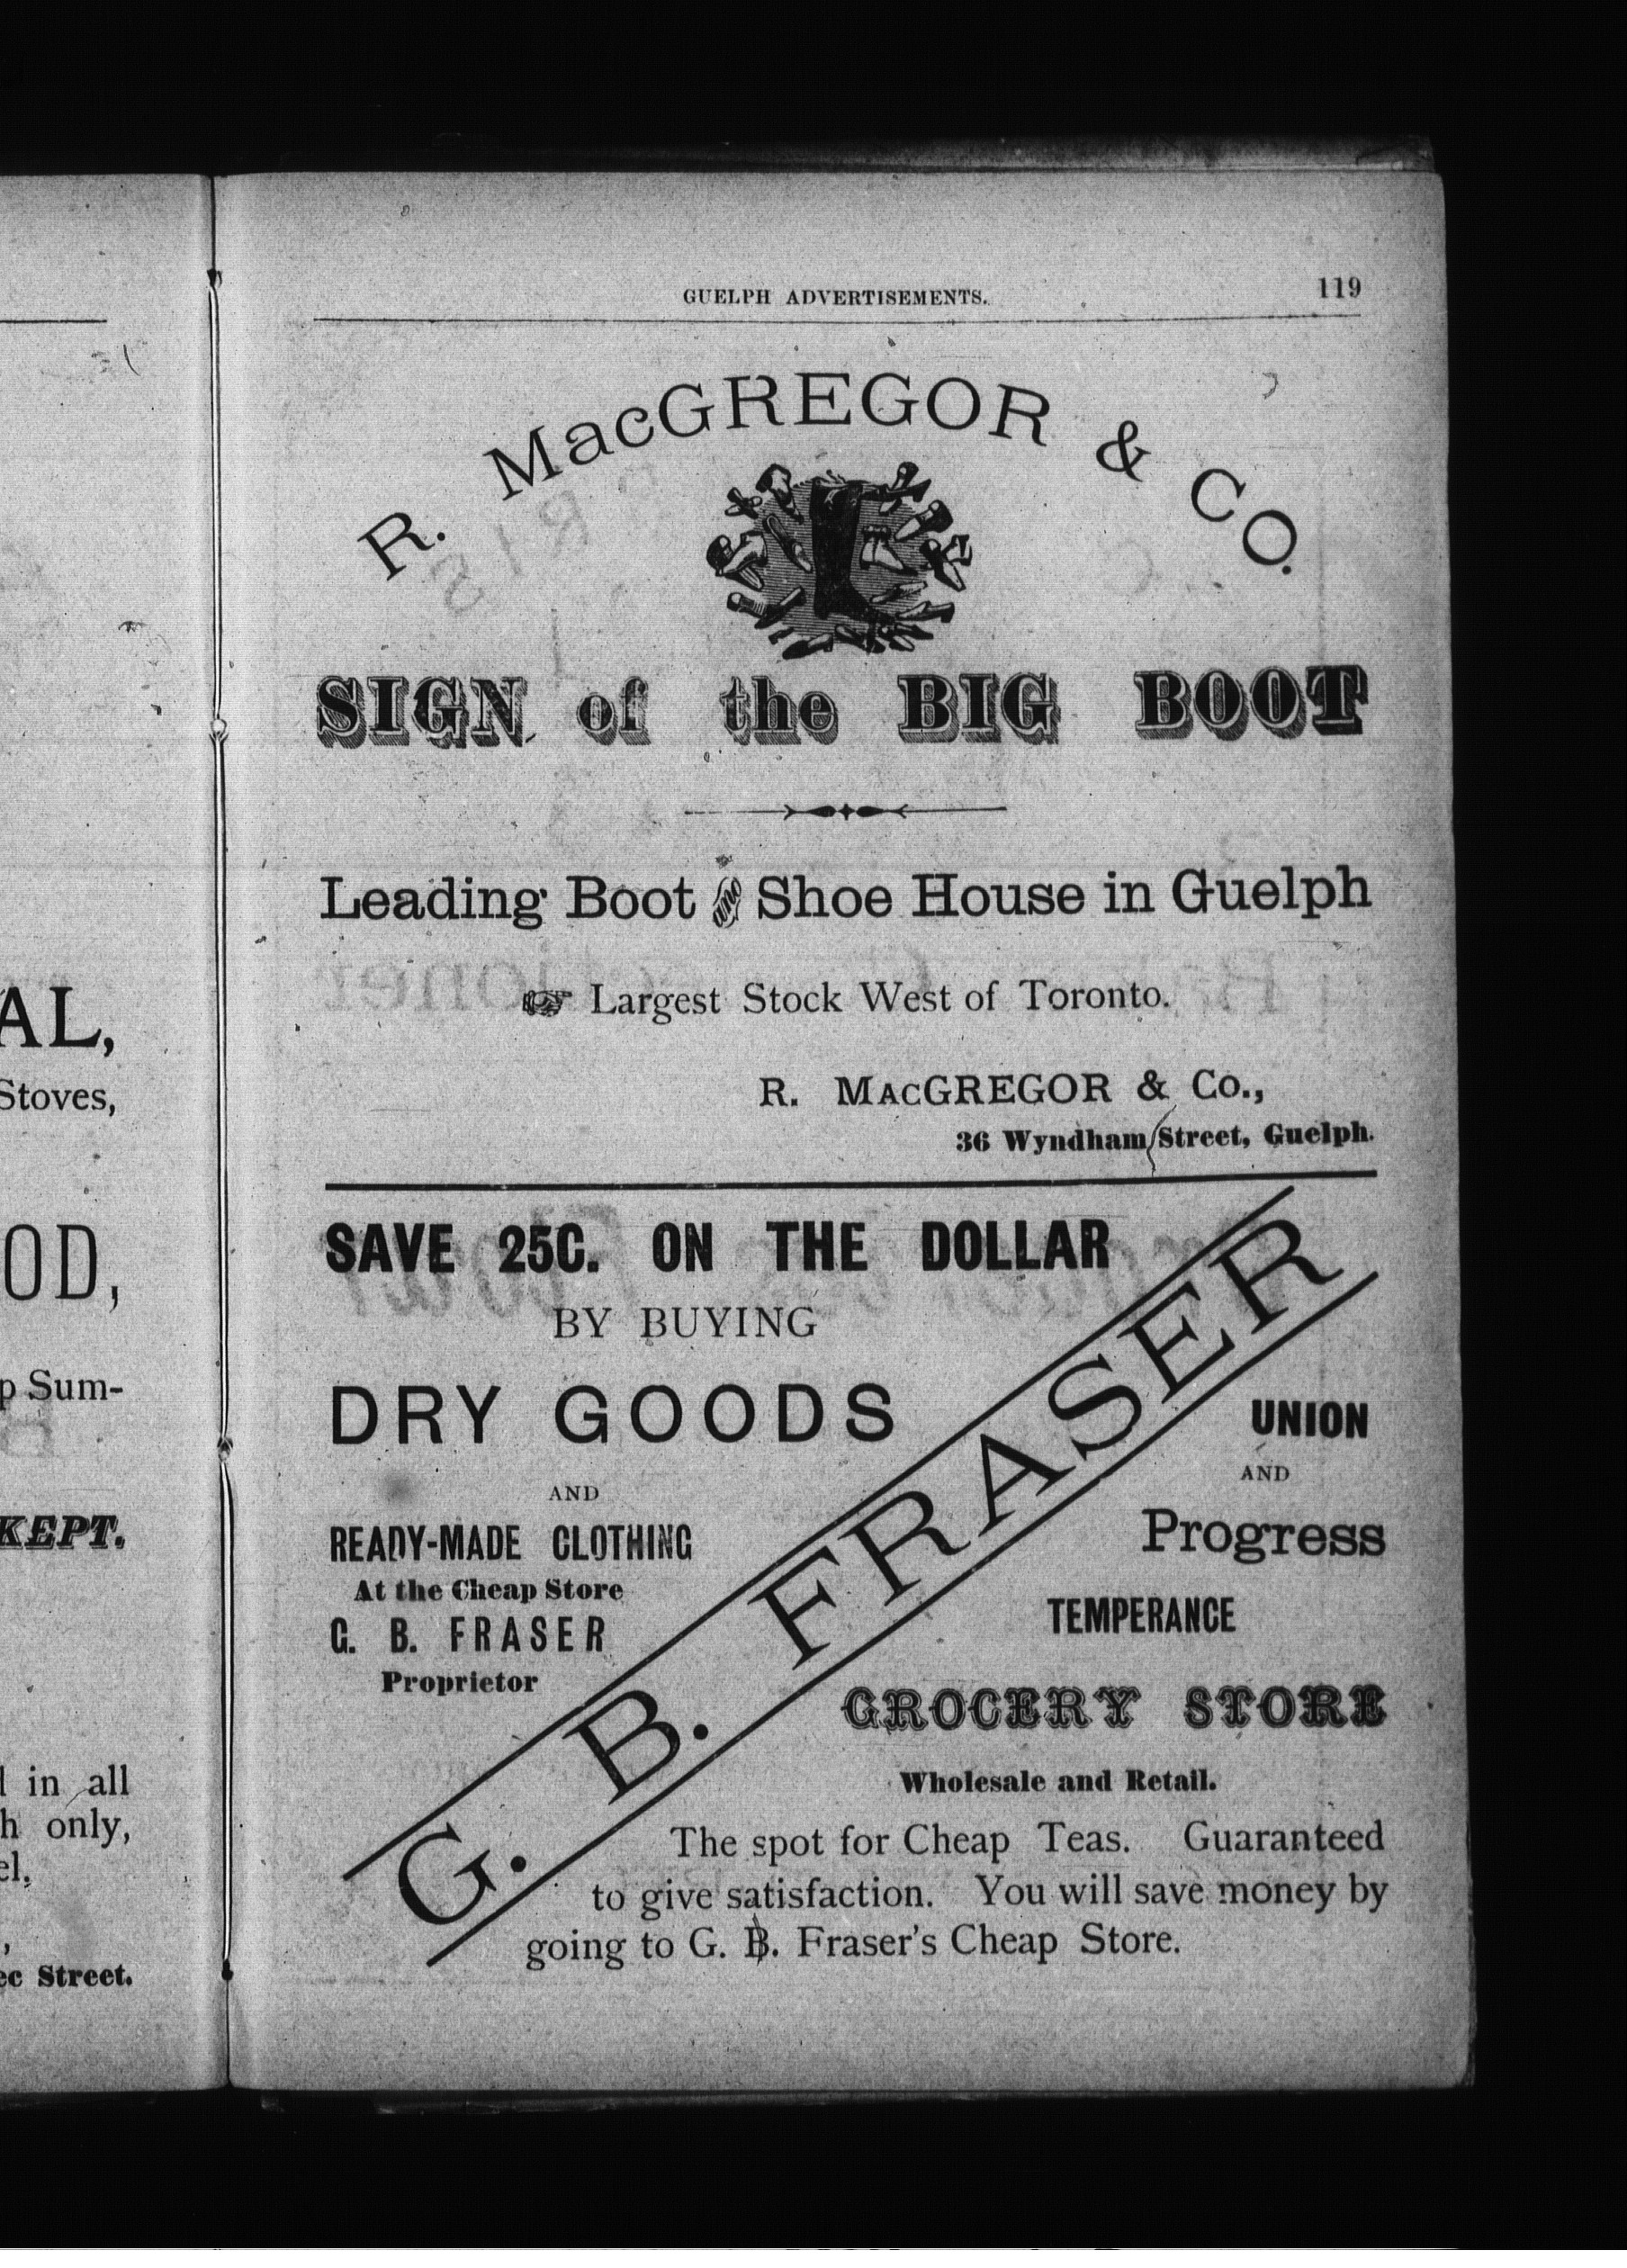 AL,
Stoves,
OD,
p Sum-
KEPT.
l in all
h only,
el,
,
ec Street.
GUELPH ADVERTISEMENTS. 119
R. MacGREGOR & CO.
SIGN of the BIG BOOT
Leading Boot and Shoe House in Guelph
☞ Largest Stock West of Toronto.
R. MACGREGOR & Co.,
36 Wyndham Street, Guelph.
SAVE 25C. ON THE DOLLAR
BY BUYING
DRY GOODS
AND
READY-MADE CLOTHING
At the Cheap Store
G. B. FRASER
Proprietor
G. B. FRASER
UNION
AND
Progress
TEMPERANCE
GROCERY STORE
Wholesale and Retail.
The spot for Cheap Teas. Guaranteed
to give satisfaction. You will save money by
going to G. B. Fraser's Cheap Store.